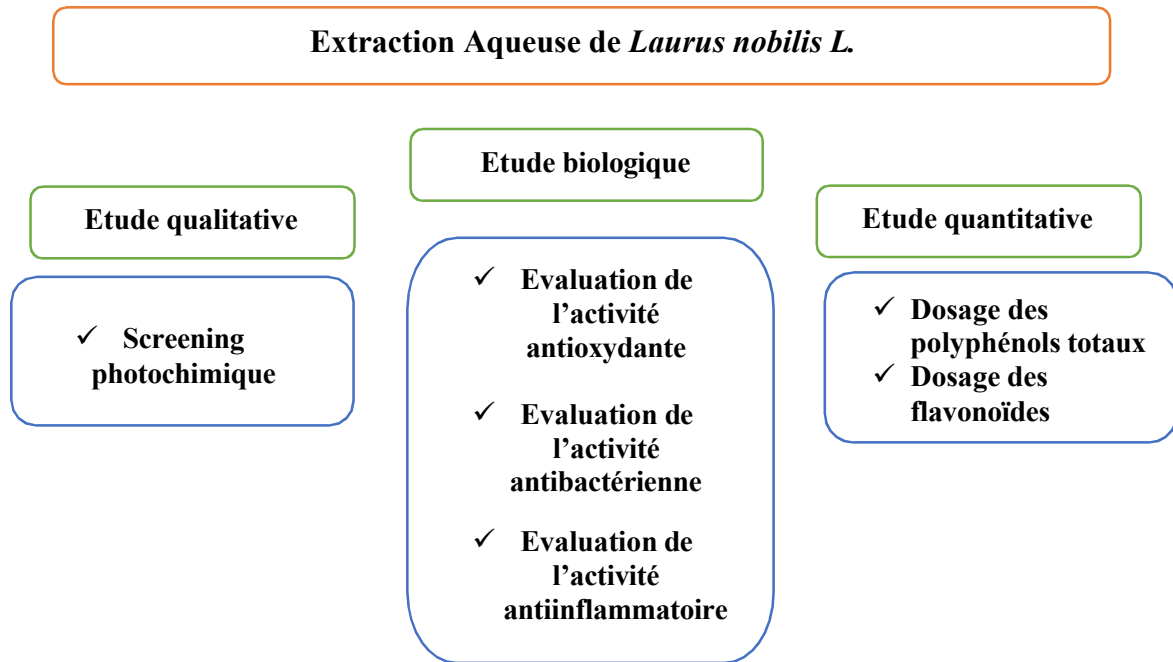 Extraction Aqueuse de Laurus nobilis L.
Etude qualitative
✓ Screening
photochimique
Etude biologique
✓ Evaluation de
l’activité
antioxydante
✓ Evaluation de
l’activité
antibactérienne
✓ Evaluation de
l’activité
antiinflammatoire
Etude quantitative
✓ Dosage des
polyphénols totaux
✓ Dosage des
flavonoïdes